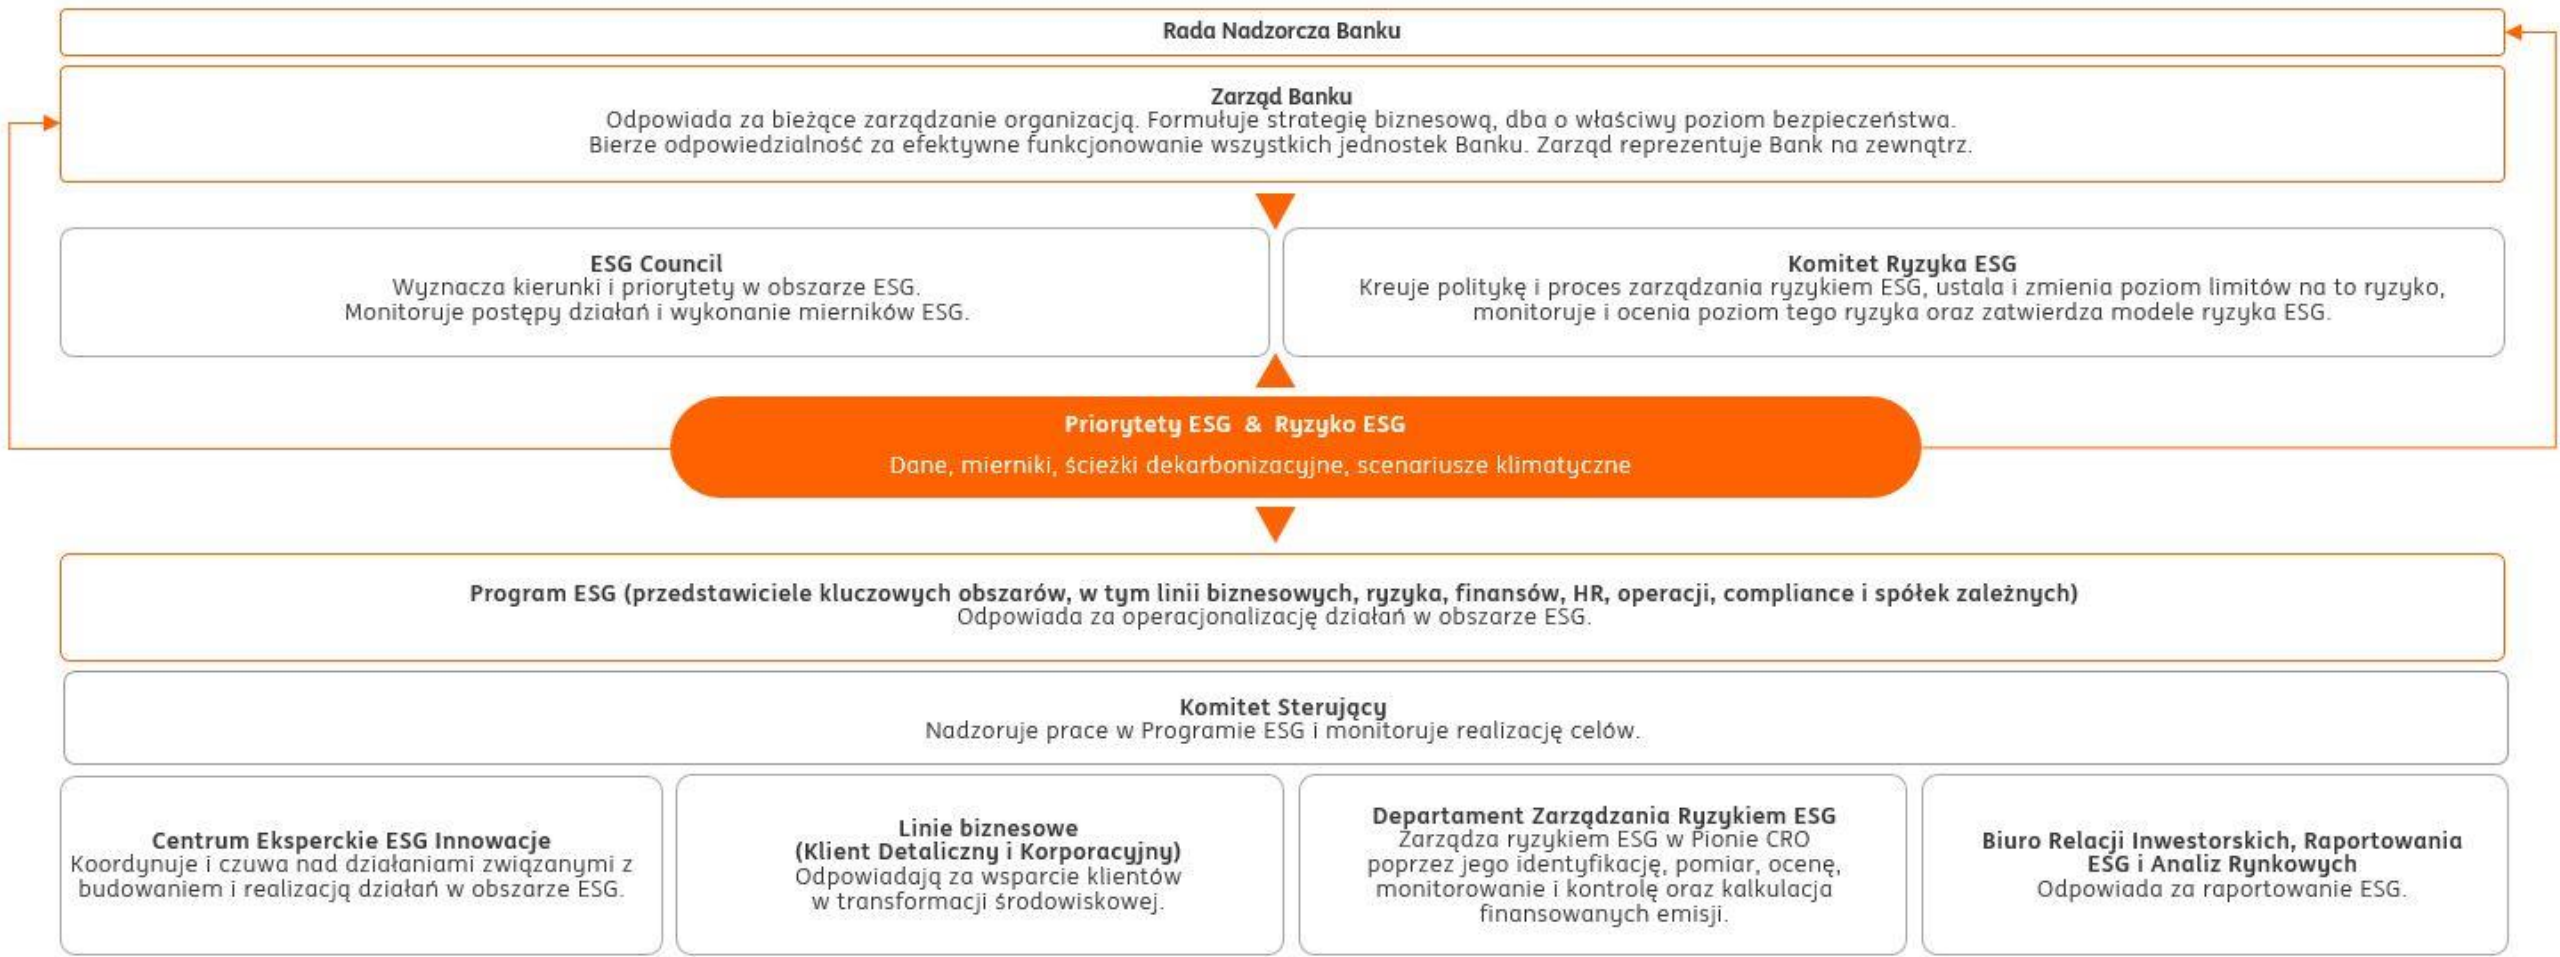 Rada Nadzorcza Banku
Zarząd Banku
Odpowiada za bieżące zarządzanie organizacją. Formułuje strategię biznesową, dba o właściwy poziom bezpieczeństwa.
Bierze odpowiedzialność za efektywne funkcjonowanie wszystkich jednostek Banku. Zarząd reprezentuje Bank na zewnątrz.
ESG Council
Wyznacza kierunki i priorytety w obszarze ESG.
Monitoruje postępy działań i wykonanie mierników ESG.
Komitet Ryzyka ESG
Kreuje politykę i proces zarządzania ryzykiem ESG, ustala i zmienia poziom limitów na to ryzyko,
monitoruje i ocenia poziom tego ryzyka oraz zatwierdza modele ryzyka ESG.
Priorytety ESG & Ryzyko ESG
Dane, mierniki, ścieżki dekarbonizacyjne, scenariusze klimatyczne
Program ESG (przedstawiciele kluczowych obszarów, w tym linii biznesowych, ryzyka, finansów, HR, operacji, compliance i spółek zależnych)
Odpowiada za operacjonalizację działań w obszarze ESG.
Komitet Sterujący
Nadzoruje prace w Programie ESG i monitoruje realizację celów.
Centrum Eksperckie ESG Innowacje
Koordynuje i czuwa nad działaniami związanymi z
budowaniem i realizacją działań w obszarze ESG.
Linie biznesowe
(Klient Detaliczny i Korporacyjny)
Odpowiadają za wsparcie klientów
w transformacji środowiskowej.
Departament Zarządzania Ryzykiem ESG
Zarządza ryzykiem ESG w Pionie CRO
poprzez jego identyfikację, pomiar, ocenę,
monitorowanie i kontrolę oraz kalkulacja
finansowanych emisji.
Biuro Relacji Inwestorskich, Raportowania
ESG i Analiz Rynkowych
Odpowiada za raportowanie ESG.